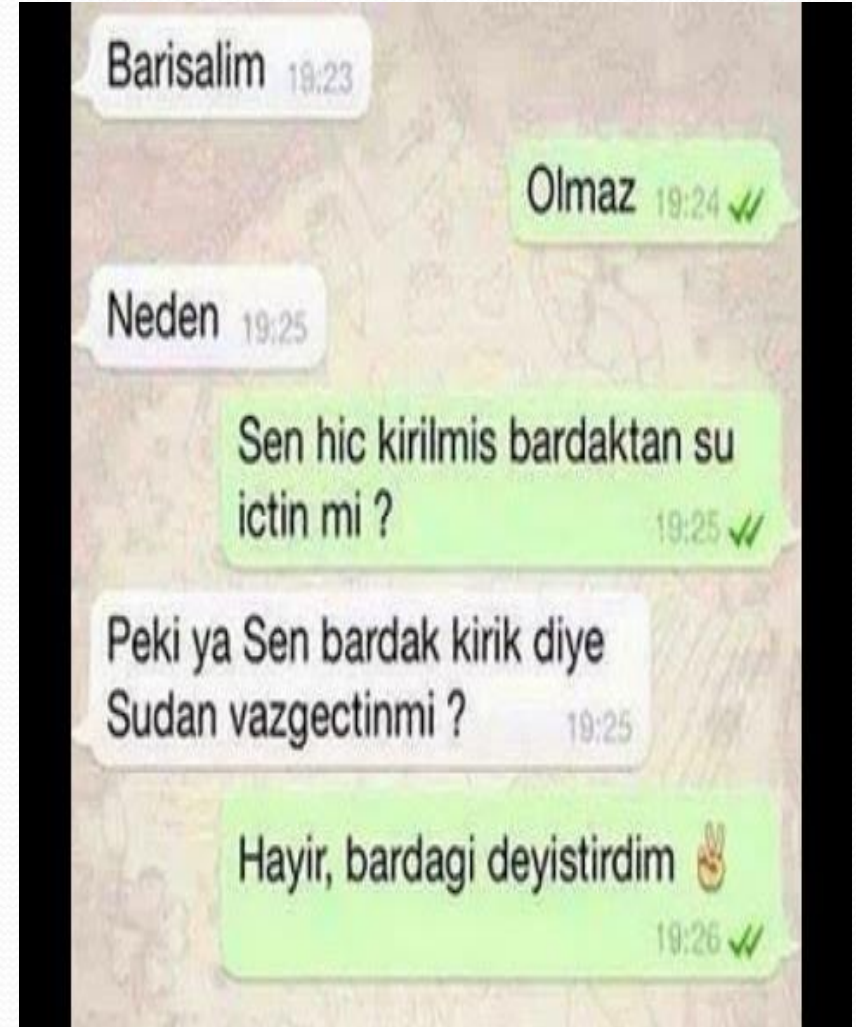 Barisalim 19:23
Olmaz 19:24
Neden 19:25
Sen hic kirilmis bardaktan su
ictin mi ? 19:25
Peki ya Sen bardak kirik diye
Sudan vazgectinmi ? 19:25
Hayir, bardagi deyistirdim ✌
19:26